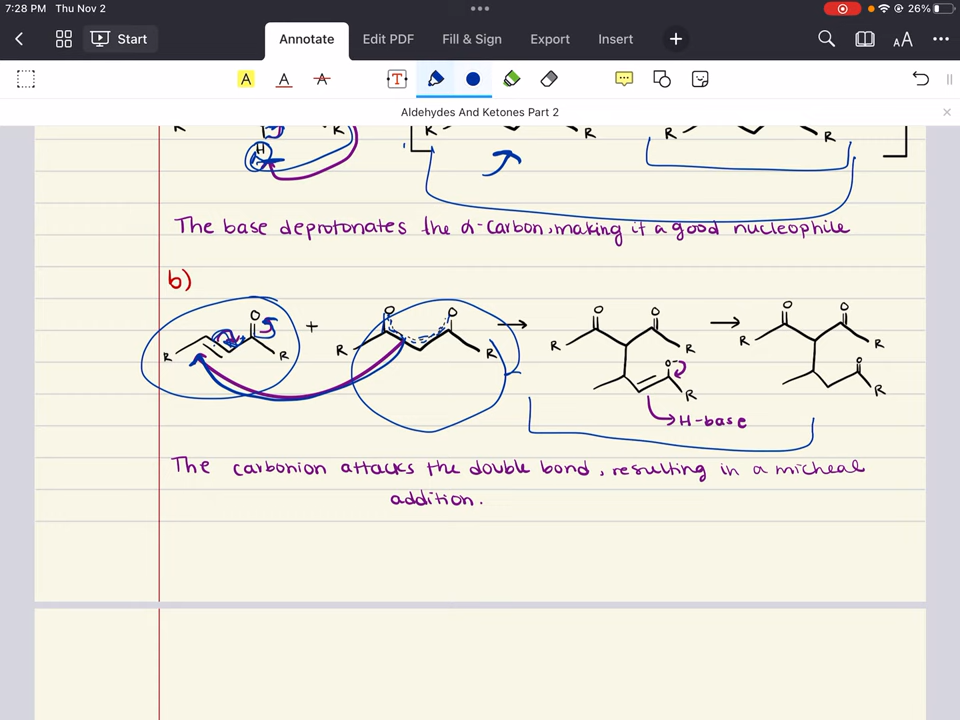 7:28 PM Thu Nov 2
26%
Start
Annotate
Edit PDF
Fill & Sign
Export
Insert
AA
A A A T
Aldehydes And Ketones Part 2
R H R R R R R
The base deprotonates the α-carbon, making it a good nucleophile
b)
O O O O O O O
R R + R R → R R → R R
O⁻ O
R R
H-base
The carbonion attacks the double bond, resulting in a micheal
addition.